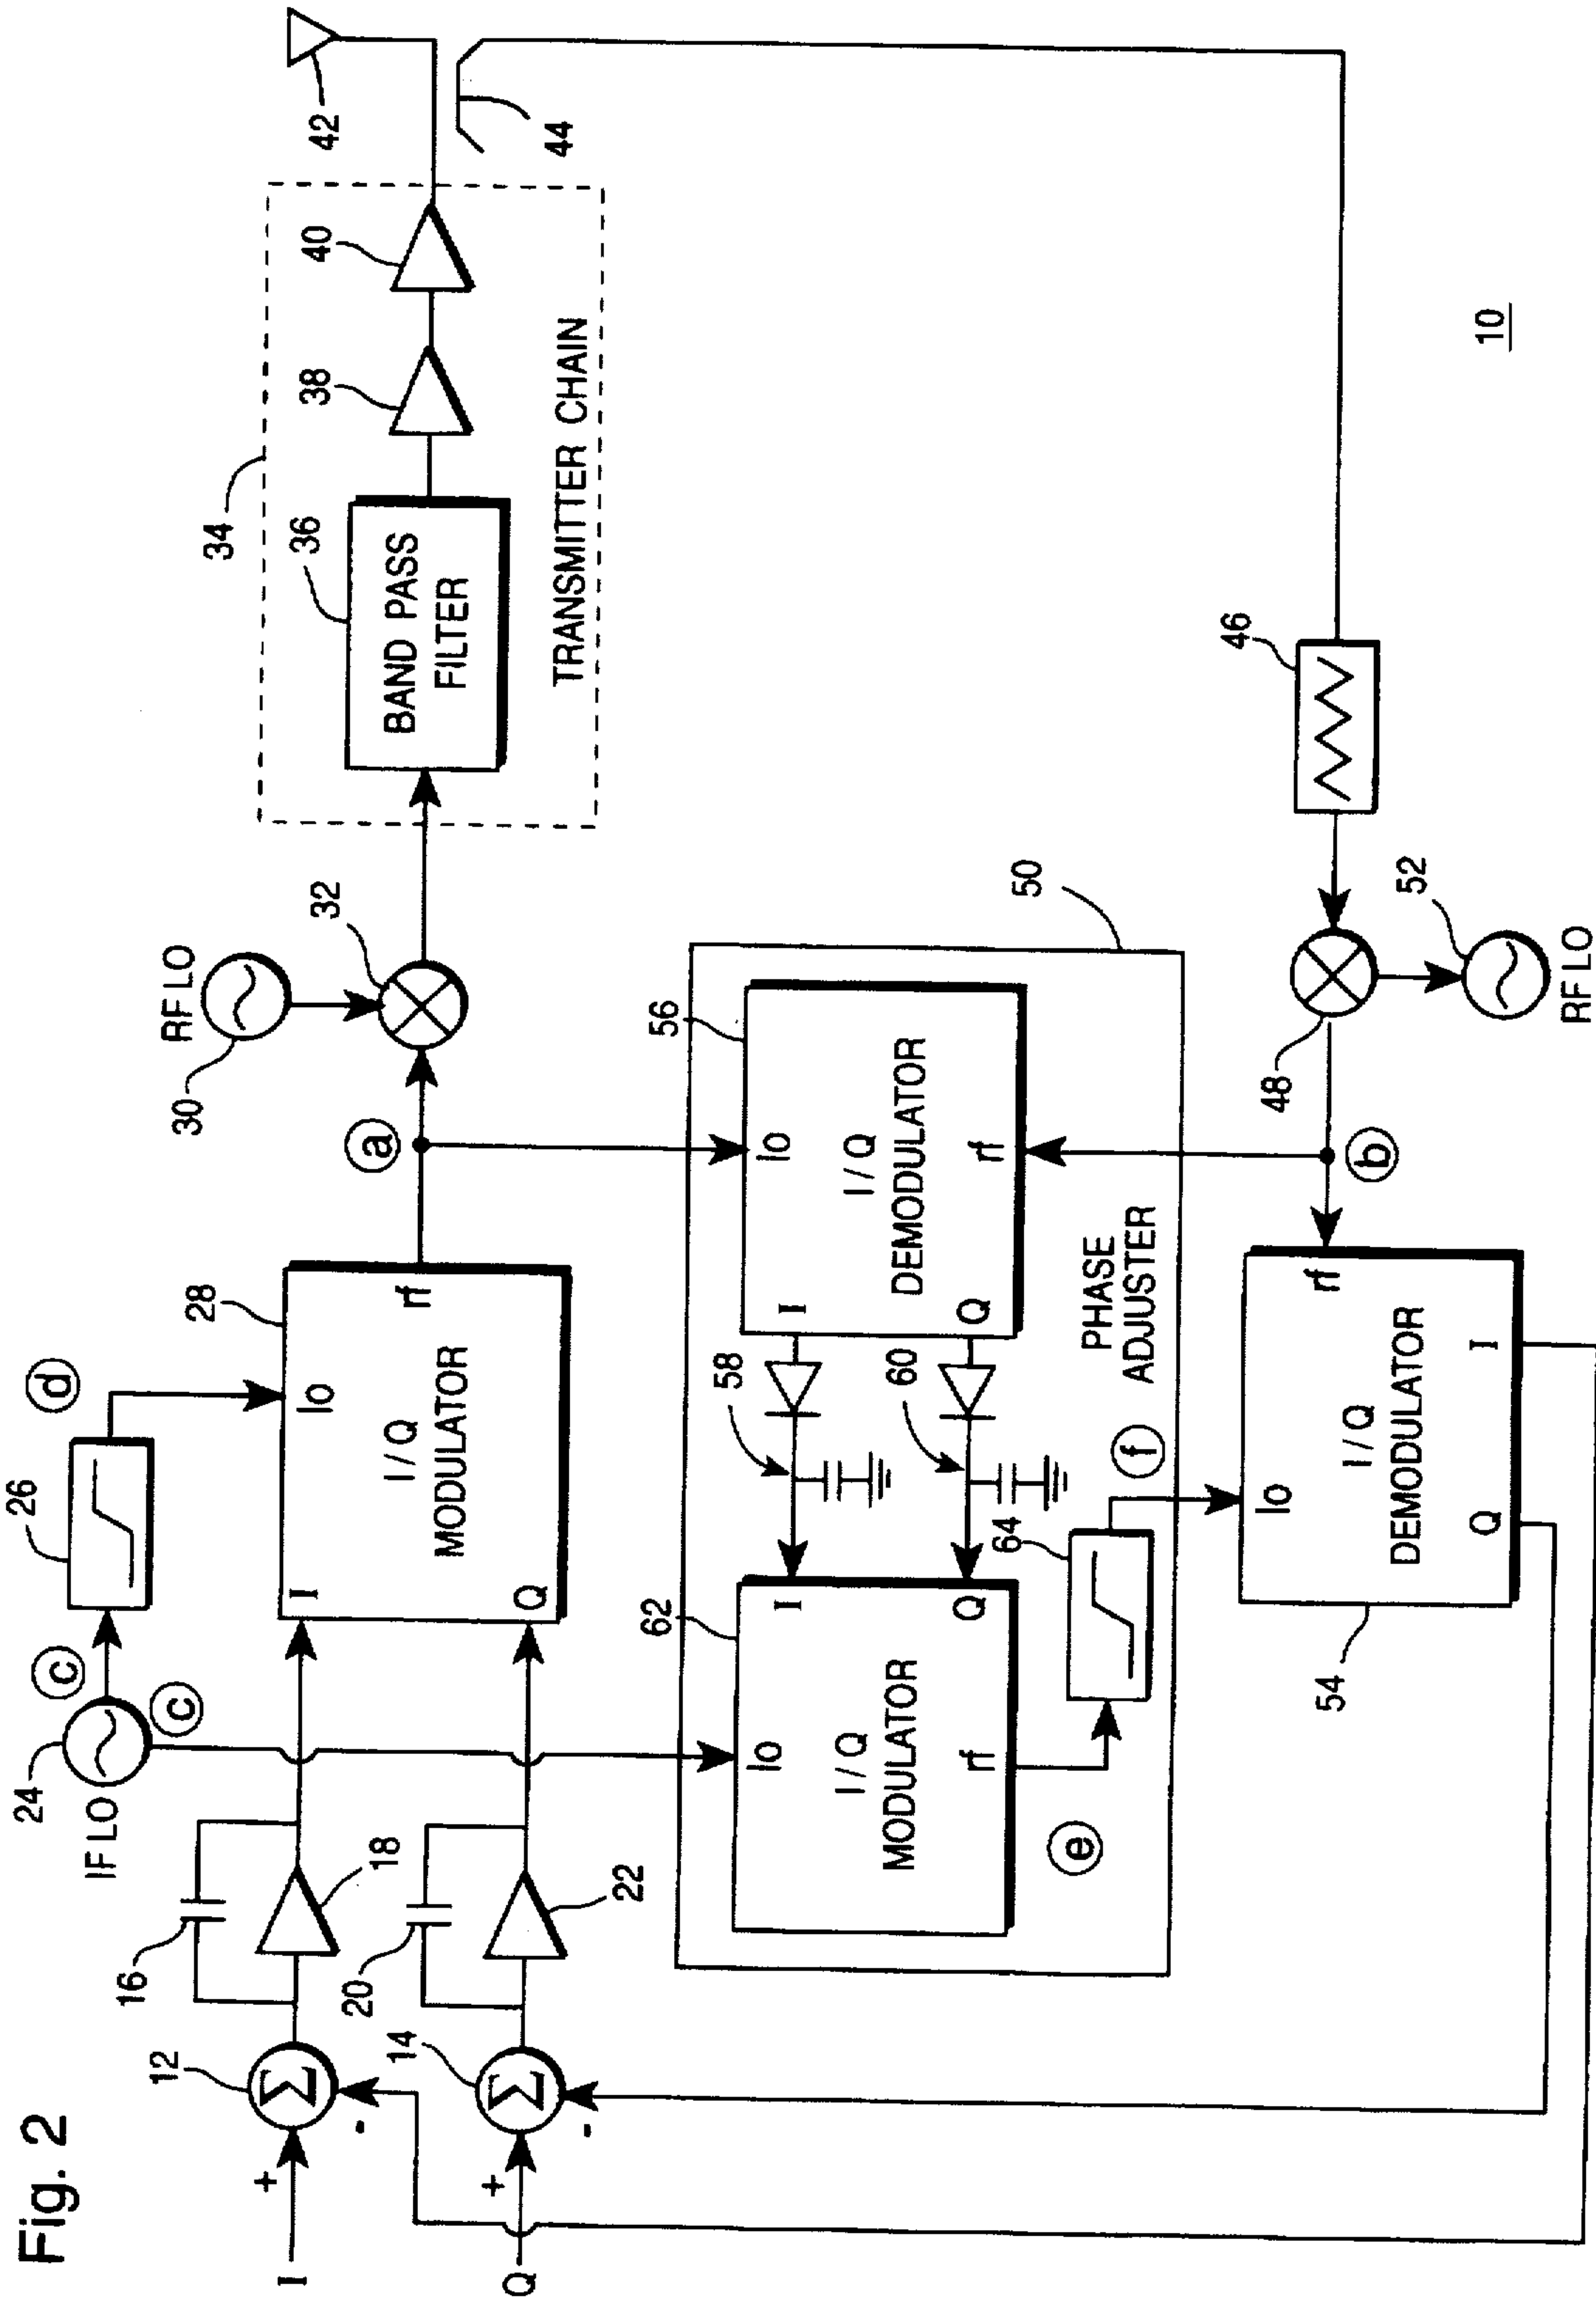 Fig. 2
I
+
-
12
16
18
Q
+
-
14
20
22
24
IF LO
c
c
26
d
28
lo
I
Q
rf
I / Q
MODULATOR
a
30
RF LO
32
34
36
BAND PASS
FILTER
38
40
TRANSMITTER CHAIN
42
44
62
lo
I
Q
rf
I / Q
MODULATOR
e
58
60
64
f
56
lo
I
Q
rf
I / Q
DEMODULATOR
PHASE
ADJUSTER
50
54
lo
rf
Q
I
I / Q
DEMODULATOR
b
48
52
RF LO
46
10